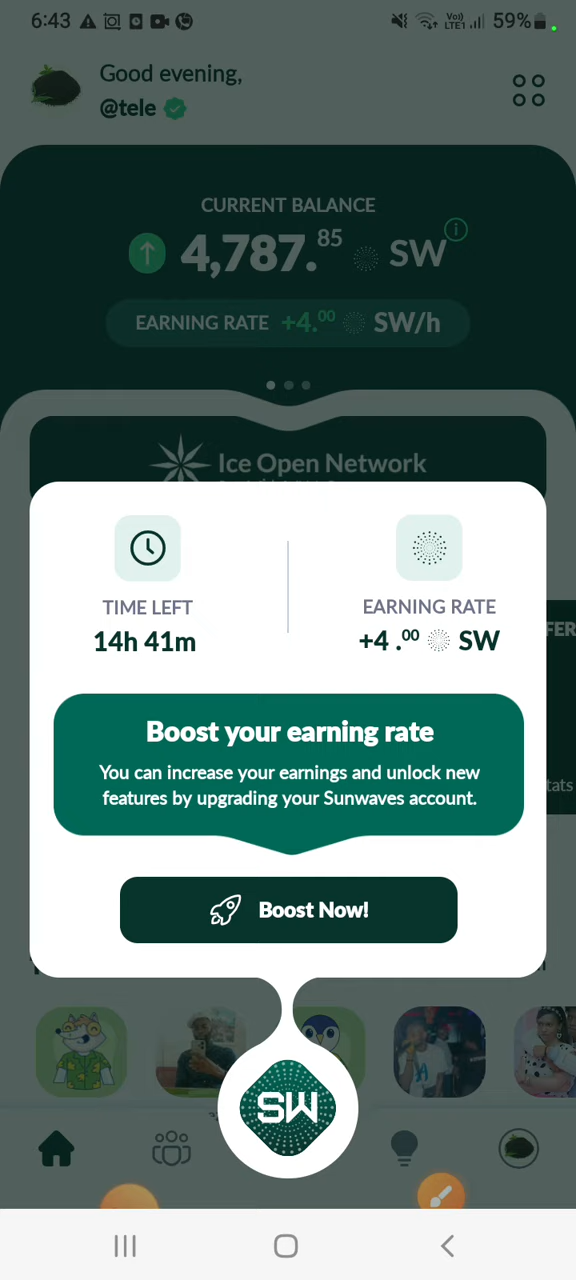 6:43
Vo) LTE1 59%
Good evening,
@tele
CURRENT BALANCE
4,787.85 SW
EARNING RATE +4.00 SW/h
Ice Open Network
TIME LEFT
14h 41m
EARNING RATE
+4 .00 SW
Boost your earning rate
You can increase your earnings and unlock new
features by upgrading your Sunwaves account.
Boost Now!
SW